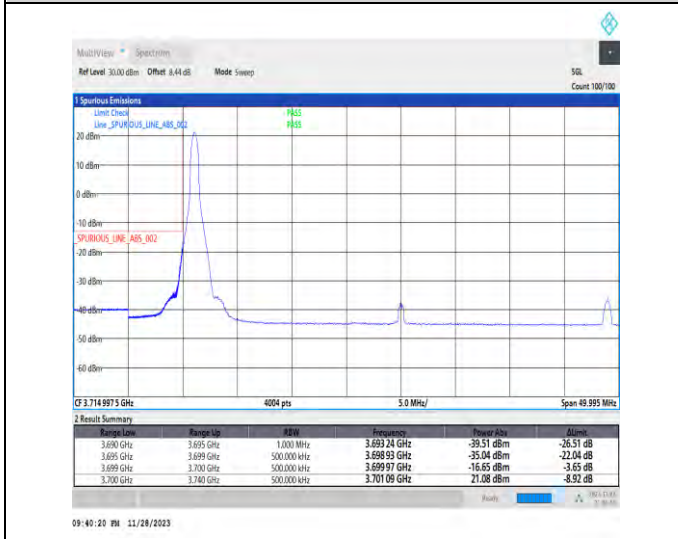 MultiView Spectrum
Ref Level 30.00 dBm Offset 8.44 dB Mode Sweep SGL
Count 100/100
1 Spurious Emissions
Limit Check PASS
Line _SPURIOUS_LINE_ABS_002 PASS
20 dBm
10 dBm
0 dBm
-10 dBm
_SPURIOUS_LINE_ABS_002
-20 dBm
-30 dBm
-40 dBm
-50 dBm
-60 dBm
CF 3.714 997 5 GHz 4004 pts 5.0 MHz/ Span 49.995 MHz
2 Result Summary
Range Low Range Up RBW Frequency Power Abs ΔLimit
3.690 GHz 3.695 GHz 1.000 MHz 3.693 24 GHz -39.51 dBm -26.51 dB
3.695 GHz 3.699 GHz 500.000 kHz 3.698 93 GHz -35.04 dBm -22.04 dB
3.699 GHz 3.700 GHz 500.000 kHz 3.699 97 GHz -16.65 dBm -3.65 dB
3.700 GHz 3.740 GHz 500.000 kHz 3.701 09 GHz 21.08 dBm -8.92 dB
Ready
09:40:20 PM 11/28/2023